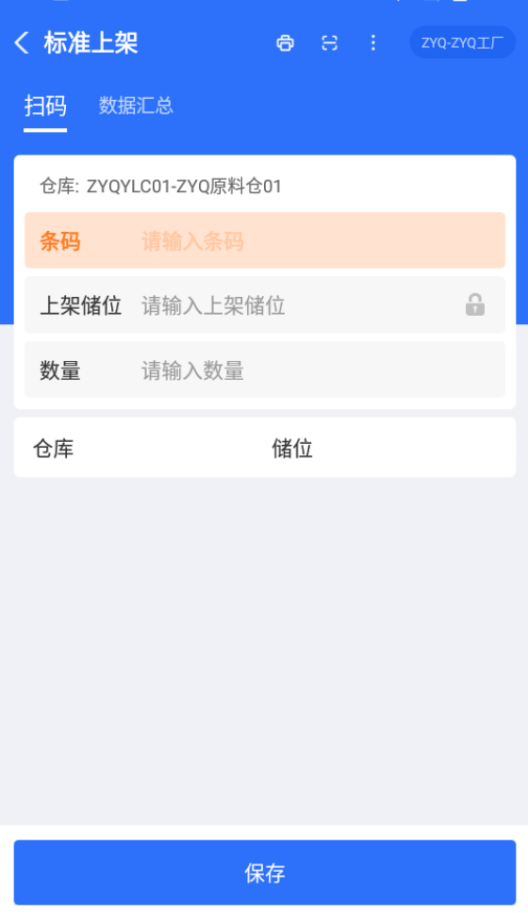 标准上架 ZYQ-ZYQ工厂
扫码 数据汇总
仓库: ZYQYLC01-ZYQ原料仓01
条码 请输入条码
上架储位 请输入上架储位
数量 请输入数量
仓库 储位
保存